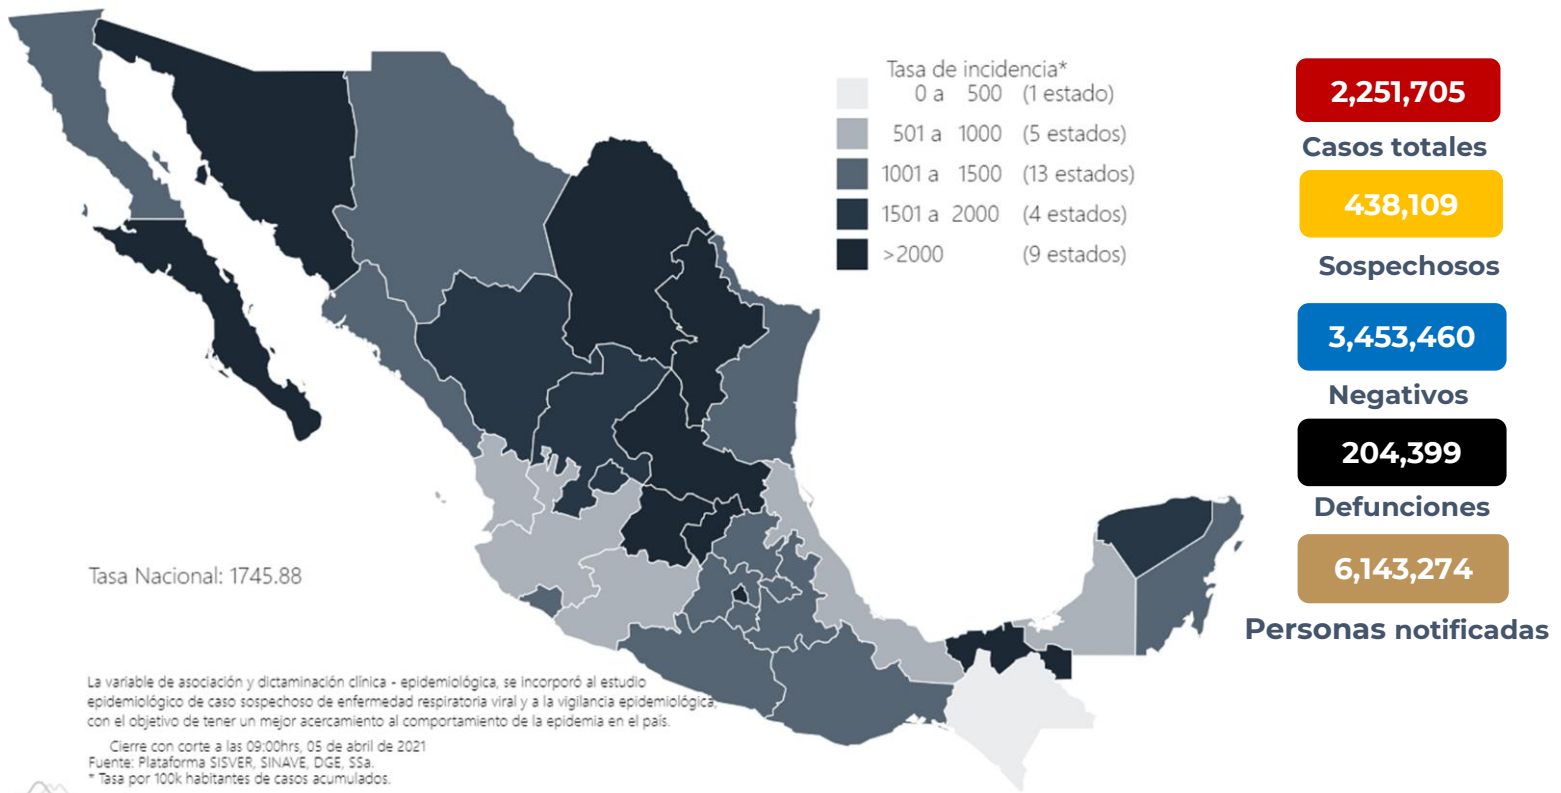 Tasa de incidencia*
0 a 500 (1 estado)
501 a 1000 (5 estados)
1001 a 1500 (13 estados)
1501 a 2000 (4 estados)
>2000 (9 estados)
2,251,705
Casos totales
438,109
Sospechosos
3,453,460
Negativos
204,399
Defunciones
6,143,274
Personas notificadas
Tasa Nacional: 1745.88
La variable de asociación y dictaminación clínica - epidemiológica, se incorporó al estudio
epidemiológico de caso sospechoso de enfermedad respiratoria viral y a la vigilancia epidemiológica,
con el objetivo de tener un mejor acercamiento al comportamiento de la epidemia en el país.
Cierre con corte a las 09:00hrs, 05 de abril de 2021
Fuente: Plataforma SISVER, SINAVE, DGE, SSa.
* Tasa por 100k habitantes de casos acumulados.